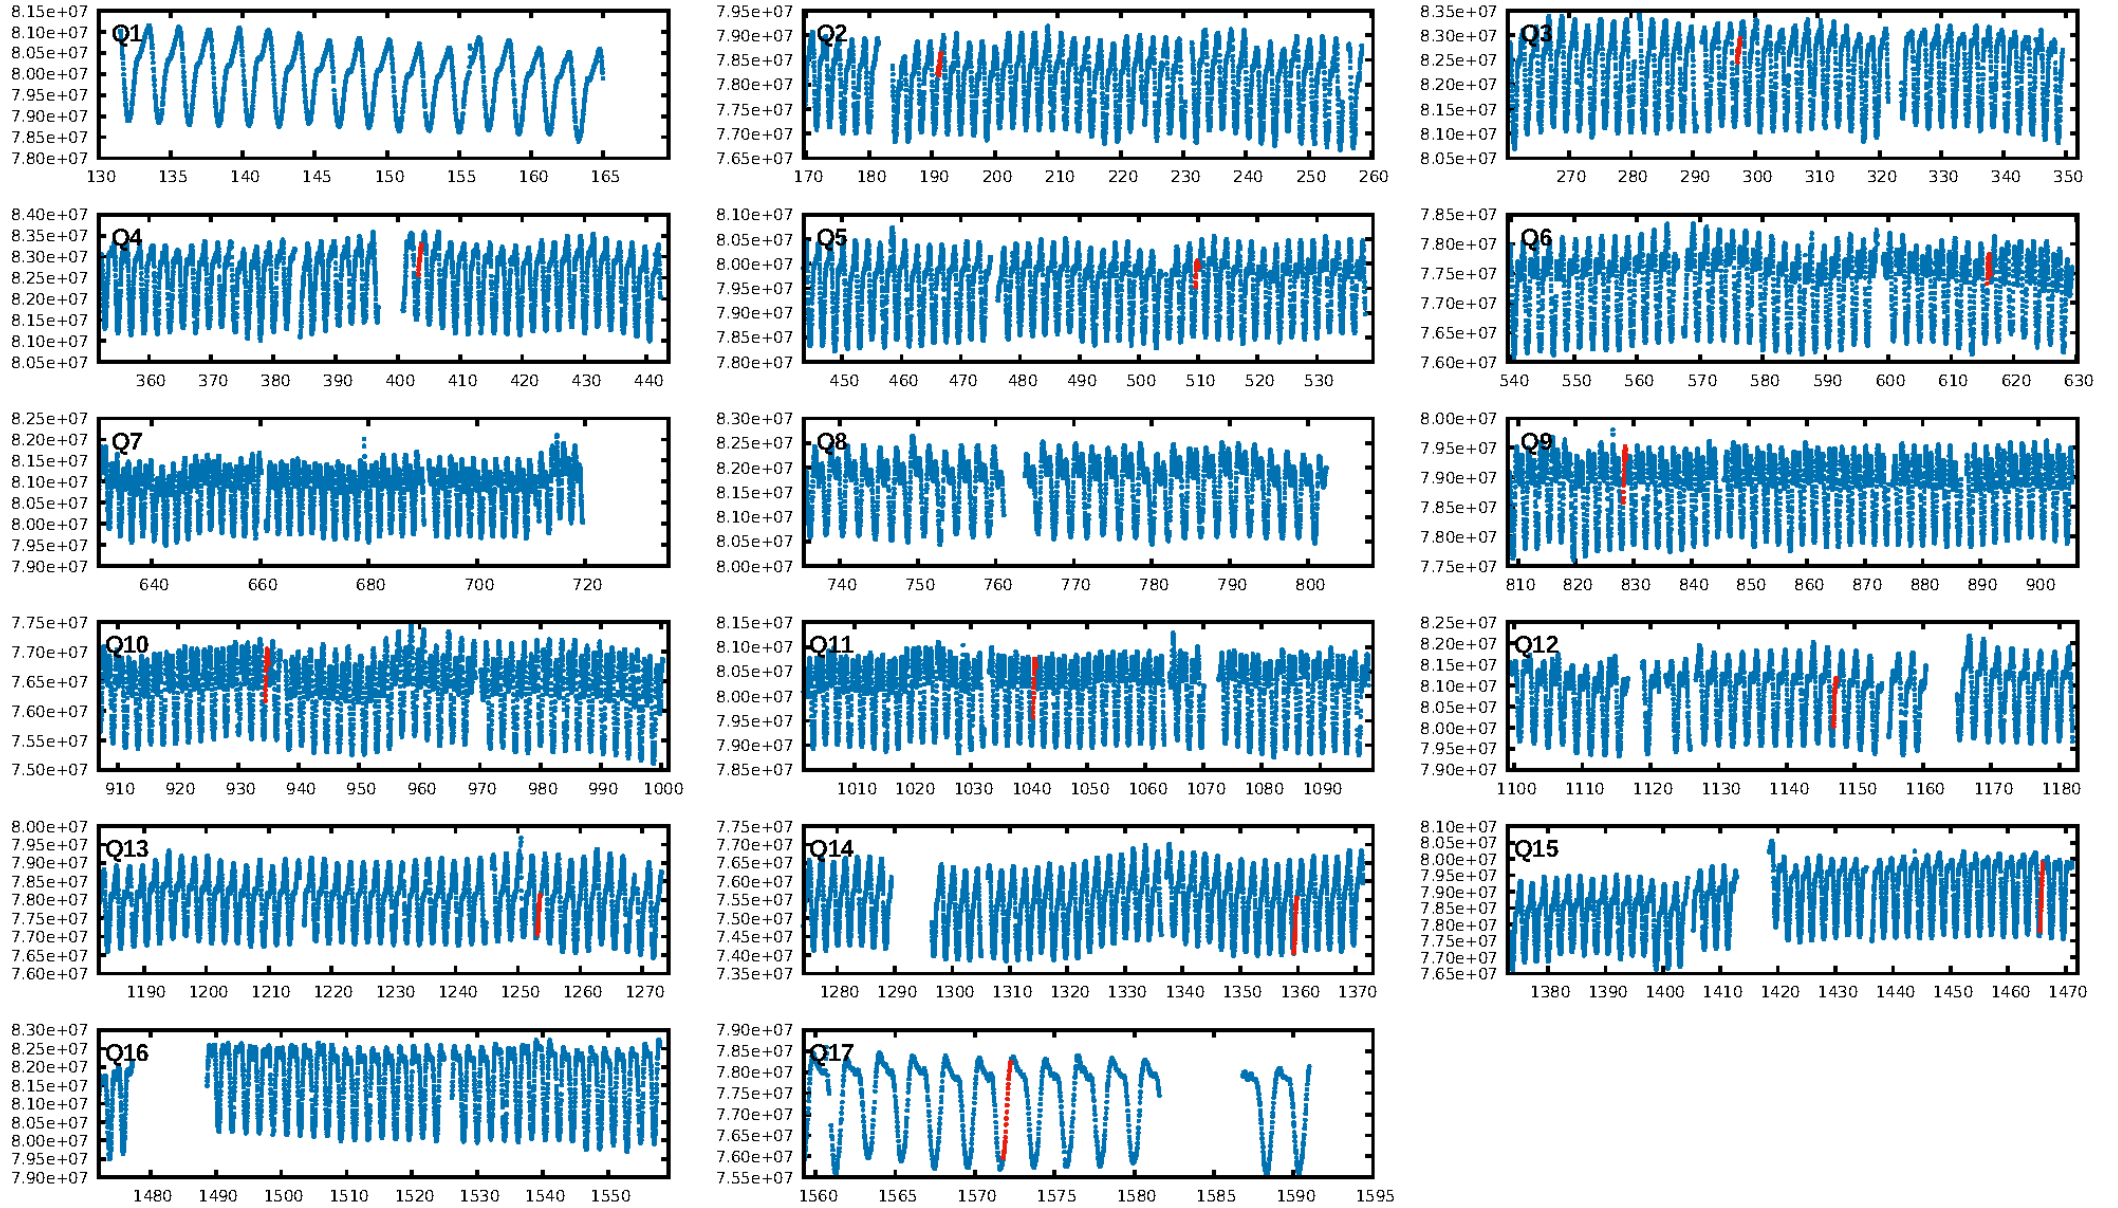 8.15e+07 8.10e+07 8.05e+07 8.00e+07 7.95e+07 7.90e+07 7.85e+07 7.80e+07
Q1
130 135 140 145 150 155 160 165
7.95e+07 7.90e+07 7.85e+07 7.80e+07 7.75e+07 7.70e+07 7.65e+07
Q2
170 180 190 200 210 220 230 240 250 260
8.35e+07 8.30e+07 8.25e+07 8.20e+07 8.15e+07 8.10e+07 8.05e+07
Q3
270 280 290 300 310 320 330 340 350
8.40e+07 8.35e+07 8.30e+07 8.25e+07 8.20e+07 8.15e+07 8.10e+07 8.05e+07
Q4
360 370 380 390 400 410 420 430 440
8.10e+07 8.05e+07 8.00e+07 7.95e+07 7.90e+07 7.85e+07 7.80e+07
Q5
450 460 470 480 490 500 510 520 530
7.85e+07 7.80e+07 7.75e+07 7.70e+07 7.65e+07 7.60e+07
Q6
540 550 560 570 580 590 600 610 620 630
8.25e+07 8.20e+07 8.15e+07 8.10e+07 8.05e+07 8.00e+07 7.95e+07 7.90e+07
Q7
640 660 680 700 720
8.30e+07 8.25e+07 8.20e+07 8.15e+07 8.10e+07 8.05e+07 8.00e+07
Q8
740 750 760 770 780 790 800
8.00e+07 7.95e+07 7.90e+07 7.85e+07 7.80e+07 7.75e+07
Q9
810 820 830 840 850 860 870 880 890 900
7.75e+07 7.70e+07 7.65e+07 7.60e+07 7.55e+07 7.50e+07
Q10
910 920 930 940 950 960 970 980 990 1000
8.15e+07 8.10e+07 8.05e+07 8.00e+07 7.95e+07 7.90e+07 7.85e+07
Q11
1010 1020 1030 1040 1050 1060 1070 1080 1090
8.25e+07 8.20e+07 8.15e+07 8.10e+07 8.05e+07 8.00e+07 7.95e+07 7.90e+07
Q12
1100 1110 1120 1130 1140 1150 1160 1170 1180
8.00e+07 7.95e+07 7.90e+07 7.85e+07 7.80e+07 7.75e+07 7.70e+07 7.65e+07 7.60e+07
Q13
1190 1200 1210 1220 1230 1240 1250 1260 1270
7.75e+07 7.70e+07 7.65e+07 7.60e+07 7.55e+07 7.50e+07 7.45e+07 7.40e+07 7.35e+07
Q14
1280 1290 1300 1310 1320 1330 1340 1350 1360 1370
8.10e+07 8.05e+07 8.00e+07 7.95e+07 7.90e+07 7.85e+07 7.80e+07 7.75e+07 7.70e+07 7.65e+07
Q15
1380 1390 1400 1410 1420 1430 1440 1450 1460 1470
8.30e+07 8.25e+07 8.20e+07 8.15e+07 8.10e+07 8.05e+07 8.00e+07 7.95e+07 7.90e+07
Q16
1480 1490 1500 1510 1520 1530 1540 1550
7.90e+07 7.85e+07 7.80e+07 7.75e+07 7.70e+07 7.65e+07 7.60e+07 7.55e+07
Q17
1560 1565 1570 1575 1580 1585 1590 1595